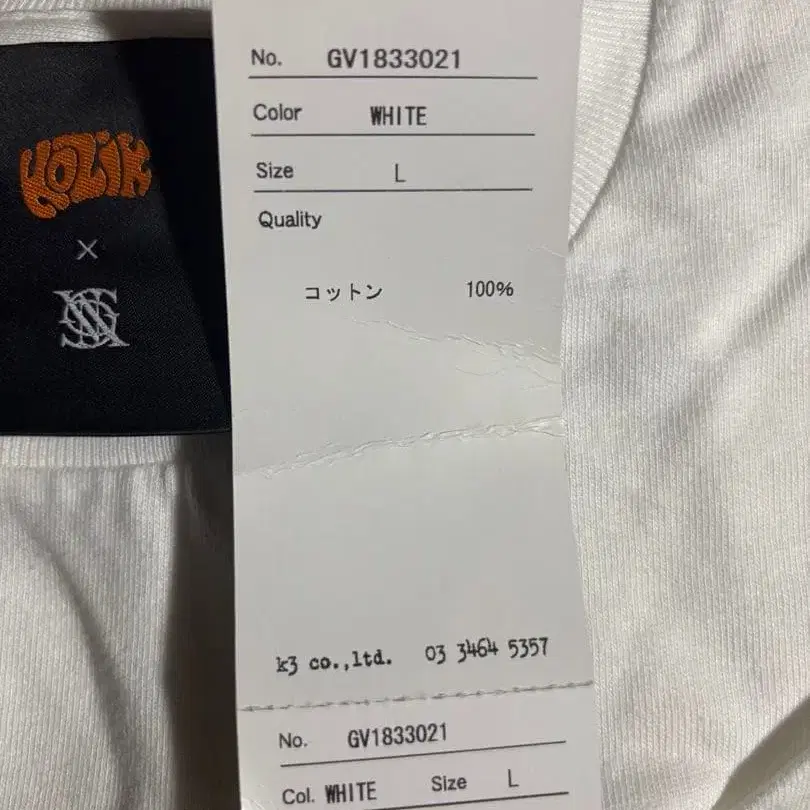 KOZiK
×
No. GV1833021
Color WHITE
Size L
Quality
コットン 100%
k3 co.,ltd. 03 3464 5357
No. GV1833021
Col. WHITE Size L